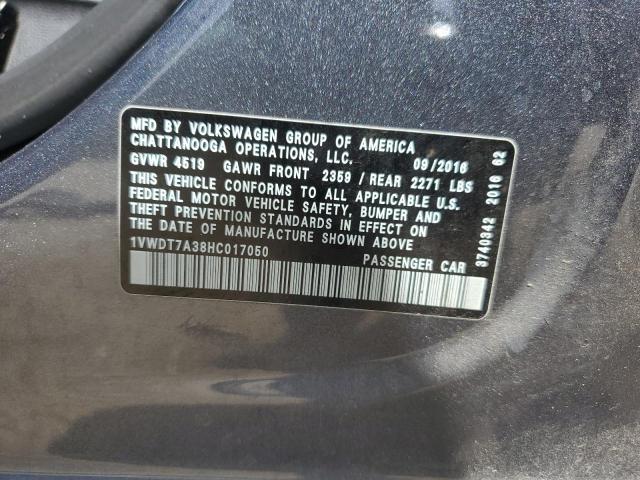 MFD BY VOLKSWAGEN GROUP OF AMERICA
CHATTANOOGA OPERATIONS, LLC. 09/2016
GVWR 4519 GAWR FRONT 2359 / REAR 2271 LBS
THIS VEHICLE CONFORMS TO ALL APPLICABLE U.S.
FEDERAL MOTOR VEHICLE SAFETY, BUMPER AND
THEFT PREVENTION STANDARDS IN EFFECT ON
THE DATE OF MANUFACTURE SHOWN ABOVE
1VWDT7A38HC017050 PASSENGER CAR
3740342 2016 62